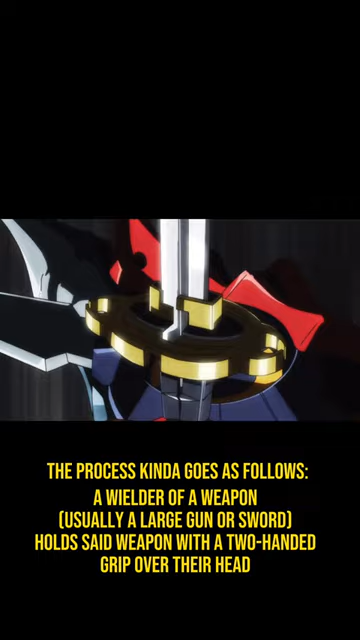 THE PROCESS KINDA GOES AS FOLLOWS:
A WIELDER OF A WEAPON
(USUALLY A LARGE GUN OR SWORD)
HOLDS SAID WEAPON WITH A TWO-HANDED
GRIP OVER THEIR HEAD